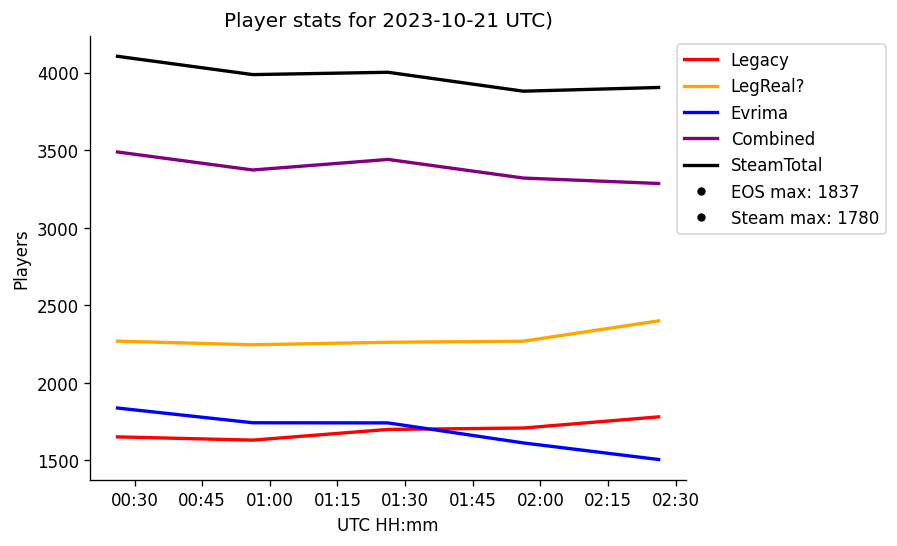 Player stats for 2023-10-21 UTC)
Legacy
LegReal?
Evrima
Combined
SteamTotal
EOS max: 1837
Steam max: 1780
Players
4000
3500
3000
2500
2000
1500
00:30 00:45 01:00 01:15 01:30 01:45 02:00 02:15 02:30
UTC HH:mm